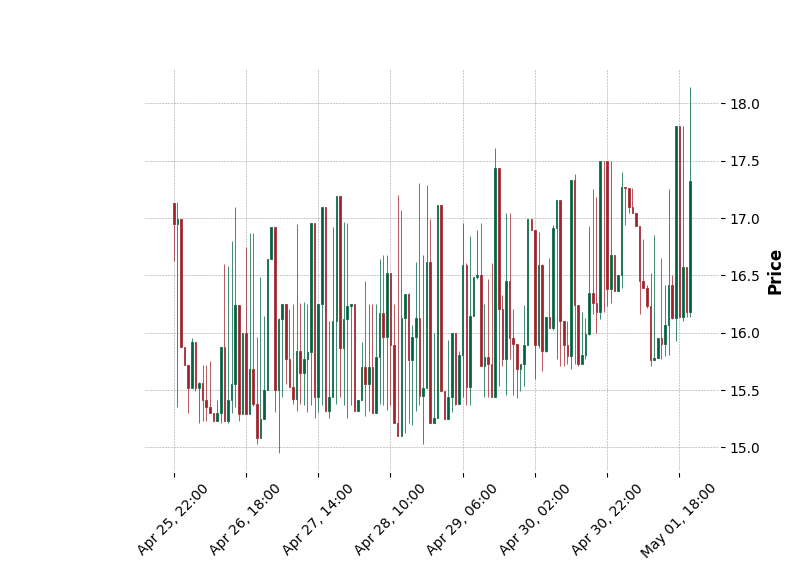 18.0
17.5
17.0
16.5
16.0
15.5
15.0
Price
Apr 25, 22:00
Apr 26, 18:00
Apr 27, 14:00
Apr 28, 10:00
Apr 29, 06:00
Apr 30, 02:00
Apr 30, 22:00
May 01, 18:00